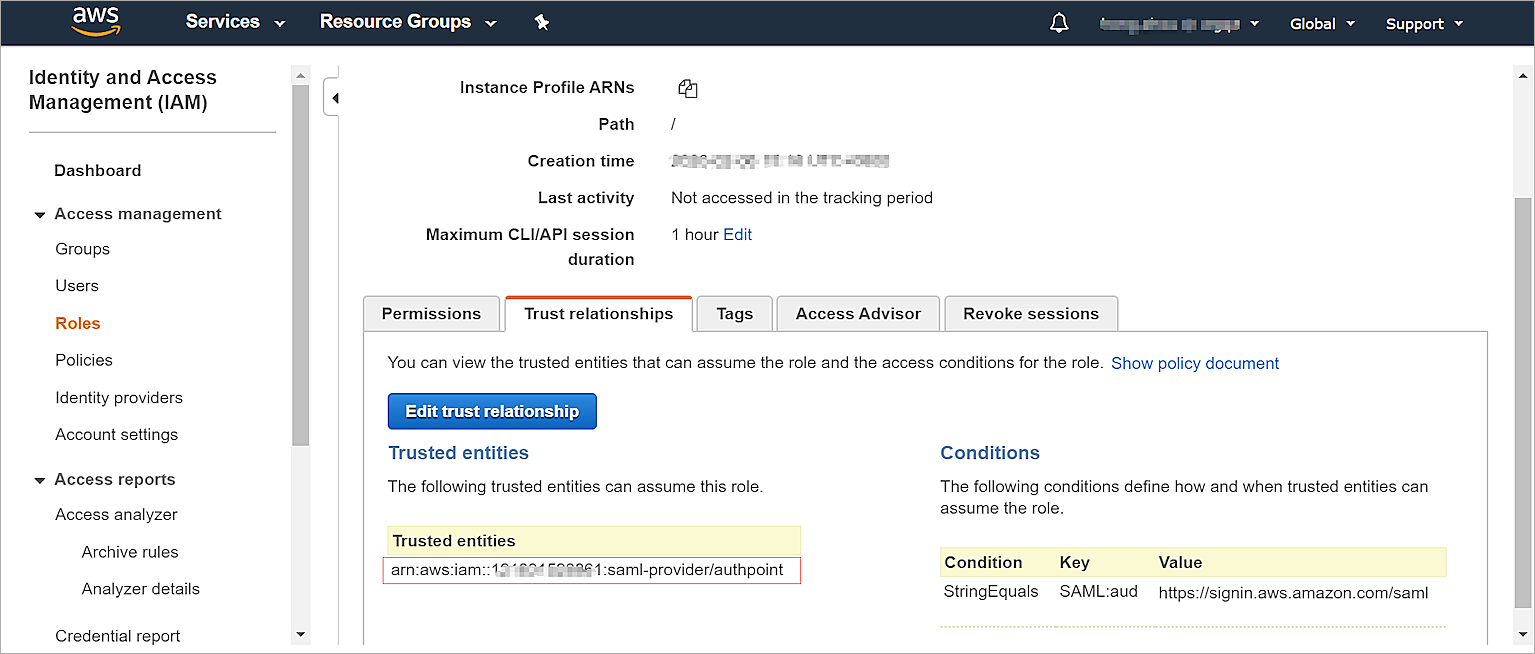 aws Services Resource Groups Global Support
Identity and Access
Management (IAM)
Dashboard
Access management
Groups
Users
Roles
Policies
Identity providers
Account settings
Access reports
Access analyzer
Archive rules
Analyzer details
Credential report
Instance Profile ARNs
Path /
Creation time
Last activity Not accessed in the tracking period
Maximum CLI/API session
duration
1 hour Edit
Permissions Trust relationships Tags Access Advisor Revoke sessions
You can view the trusted entities that can assume the role and the access conditions for the role. Show policy document
Edit trust relationship
Trusted entities
The following trusted entities can assume this role.
Trusted entities
arn:aws:iam:: :saml-provider/authpoint
Conditions
The following conditions define how and when trusted entities can
assume the role.
Condition Key Value
StringEquals SAML:aud https://signin.aws.amazon.com/saml